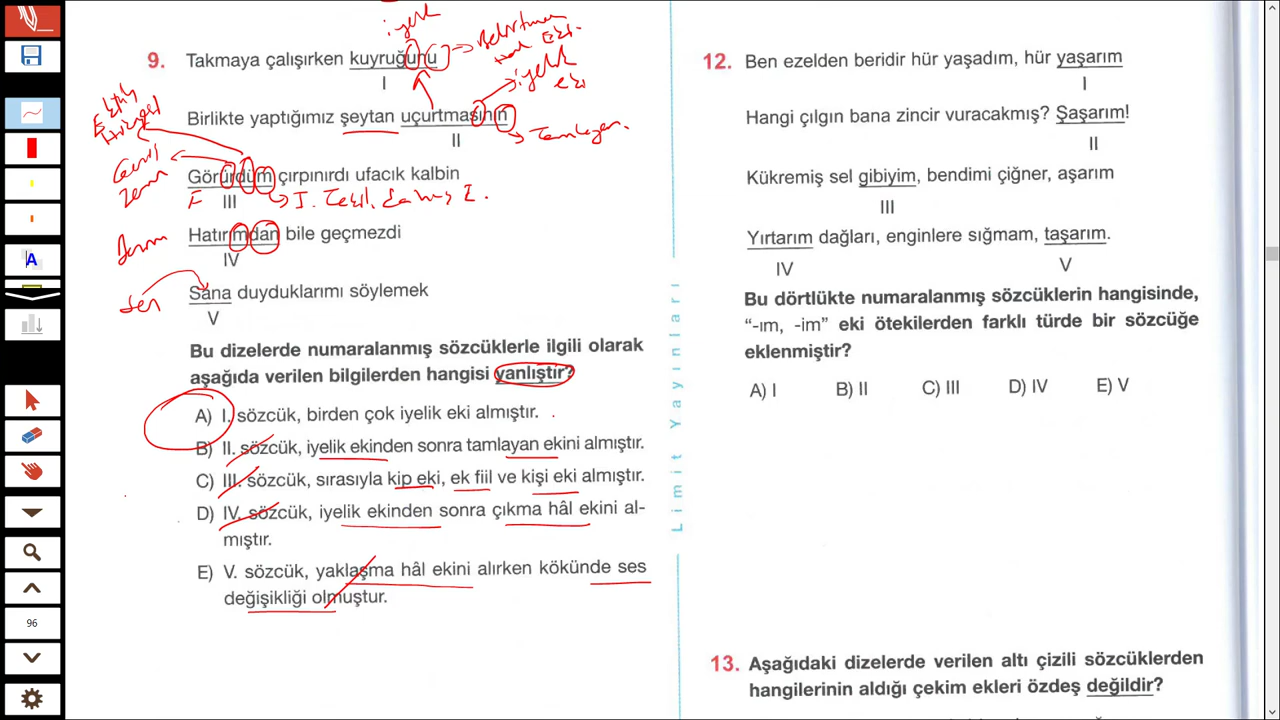 9. Takmaya çalışırken kuyruğunu
I
Birlikte yaptığımız şeytan uçurtmasının
II
Görürdüm çırpınırdı ufacık kalbin
III
Hatırımdan bile geçmezdi
IV
Sana duyduklarımı söylemek
V
Bu dizelerde numaralanmış sözcüklerle ilgili olarak
aşağıda verilen bilgilerden hangisi yanlıştır?
A) I. sözcük, birden çok iyelik eki almıştır.
B) II. sözcük, iyelik ekinden sonra tamlayan ekini almıştır.
C) III. sözcük, sırasıyla kip eki, ek fiil ve kişi eki almıştır.
D) IV. sözcük, iyelik ekinden sonra çıkma hâl ekini al-
mıştır.
E) V. sözcük, yaklaşma hâl ekini alırken kökünde ses
değişikliği olmuştur.
iyelik
iyelik
eki
Tamlayan.
Sen
Limit Yayınları
12. Ben ezelden beridir hür yaşadım, hür yaşarım
I
Hangi çılgın bana zincir vuracakmış? Şaşarım!
II
Kükremiş sel gibiyim, bendimi çiğner, aşarım
III
Yırtarım dağları, enginlere sığmam, taşarım.
IV V
Bu dörtlükte numaralanmış sözcüklerin hangisinde,
“-ım, -im” eki ötekilerden farklı türde bir sözcüğe
eklenmiştir?
A) I B) II C) III D) IV E) V
13. Aşağıdaki dizelerde verilen altı çizili sözcüklerden
hangilerinin aldığı çekim ekleri özdeş değildir?
A
96